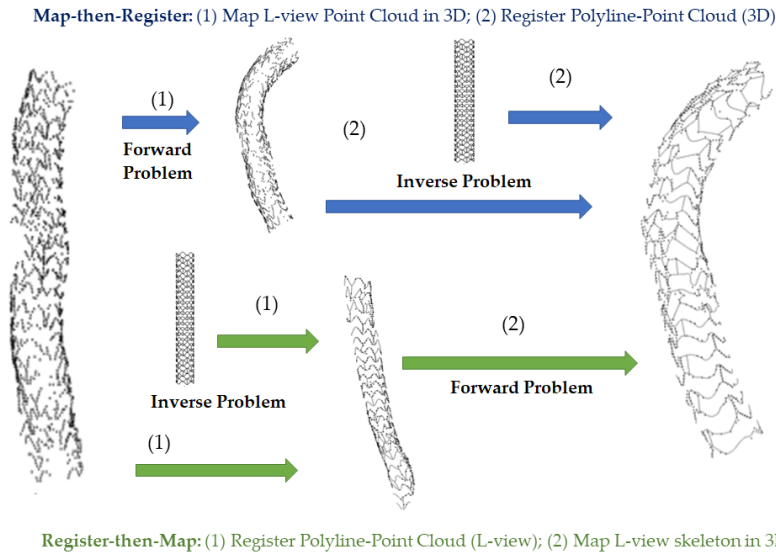 Map-then-Register: (1) Map L-view Point Cloud in 3D; (2) Register Polyline-Point Cloud (3D)
(1)
Forward
Problem
(2)
(2)
Inverse Problem
(1)
Inverse Problem
(2)
Forward Problem
(1)
Register-then-Map: (1) Register Polyline-Point Cloud (L-view); (2) Map L-view skeleton in 3